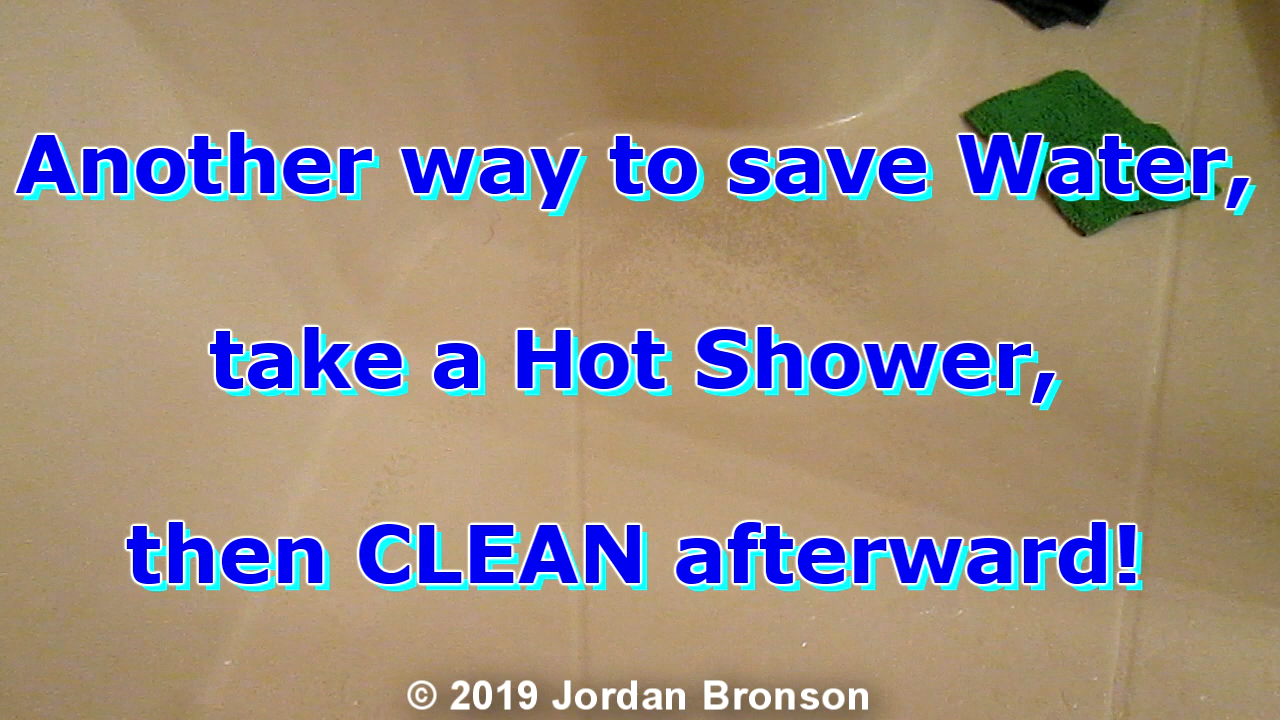 Another way to save Water,
take a Hot Shower,
then CLEAN afterward!
© 2019 Jordan Bronson